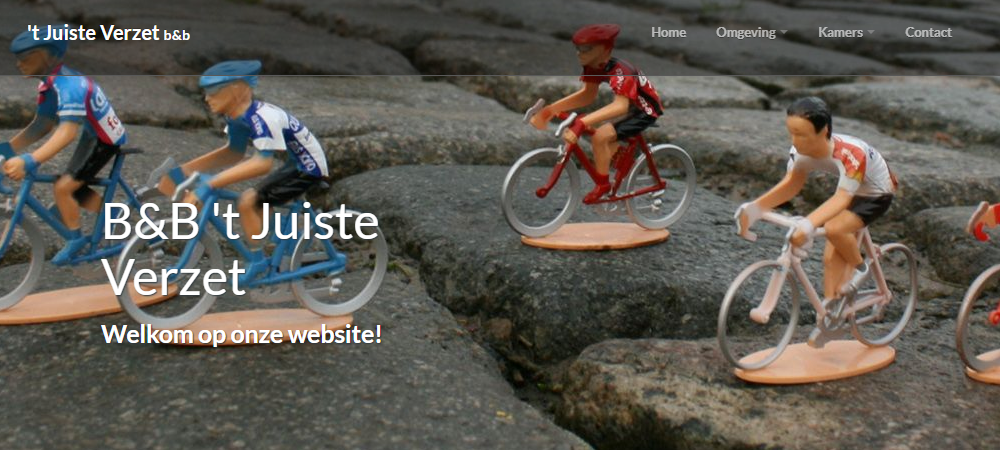 't Juiste Verzet b&b
Home Omgeving Kamers Contact
B&B 't Juiste
Verzet
Welkom op onze website!